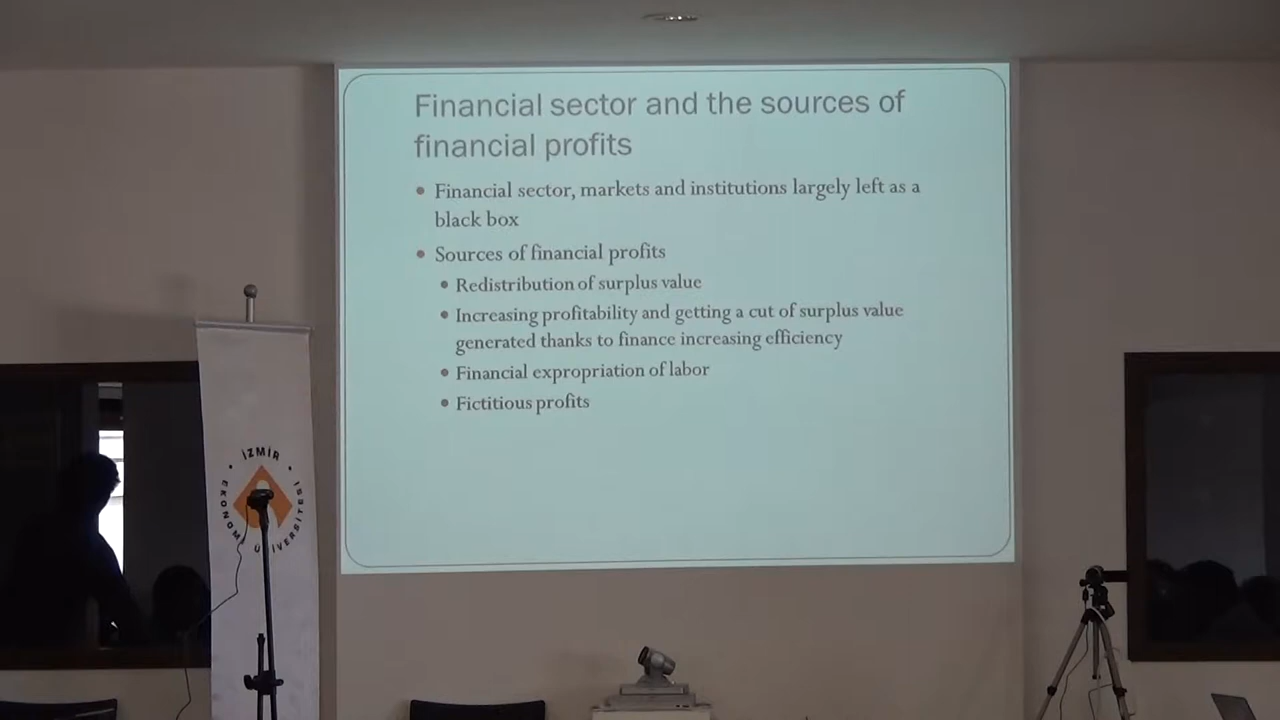 Financial sector and the sources of
financial profits
• Financial sector, markets and institutions largely left as a
black box
• Sources of financial profits
• Redistribution of surplus value
• Increasing profitability and getting a cut of surplus value
generated thanks to finance increasing efficiency
• Financial expropriation of labor
• Fictitious profits
İZMİR
EKONOMİ ÜNİVERSİTESİ